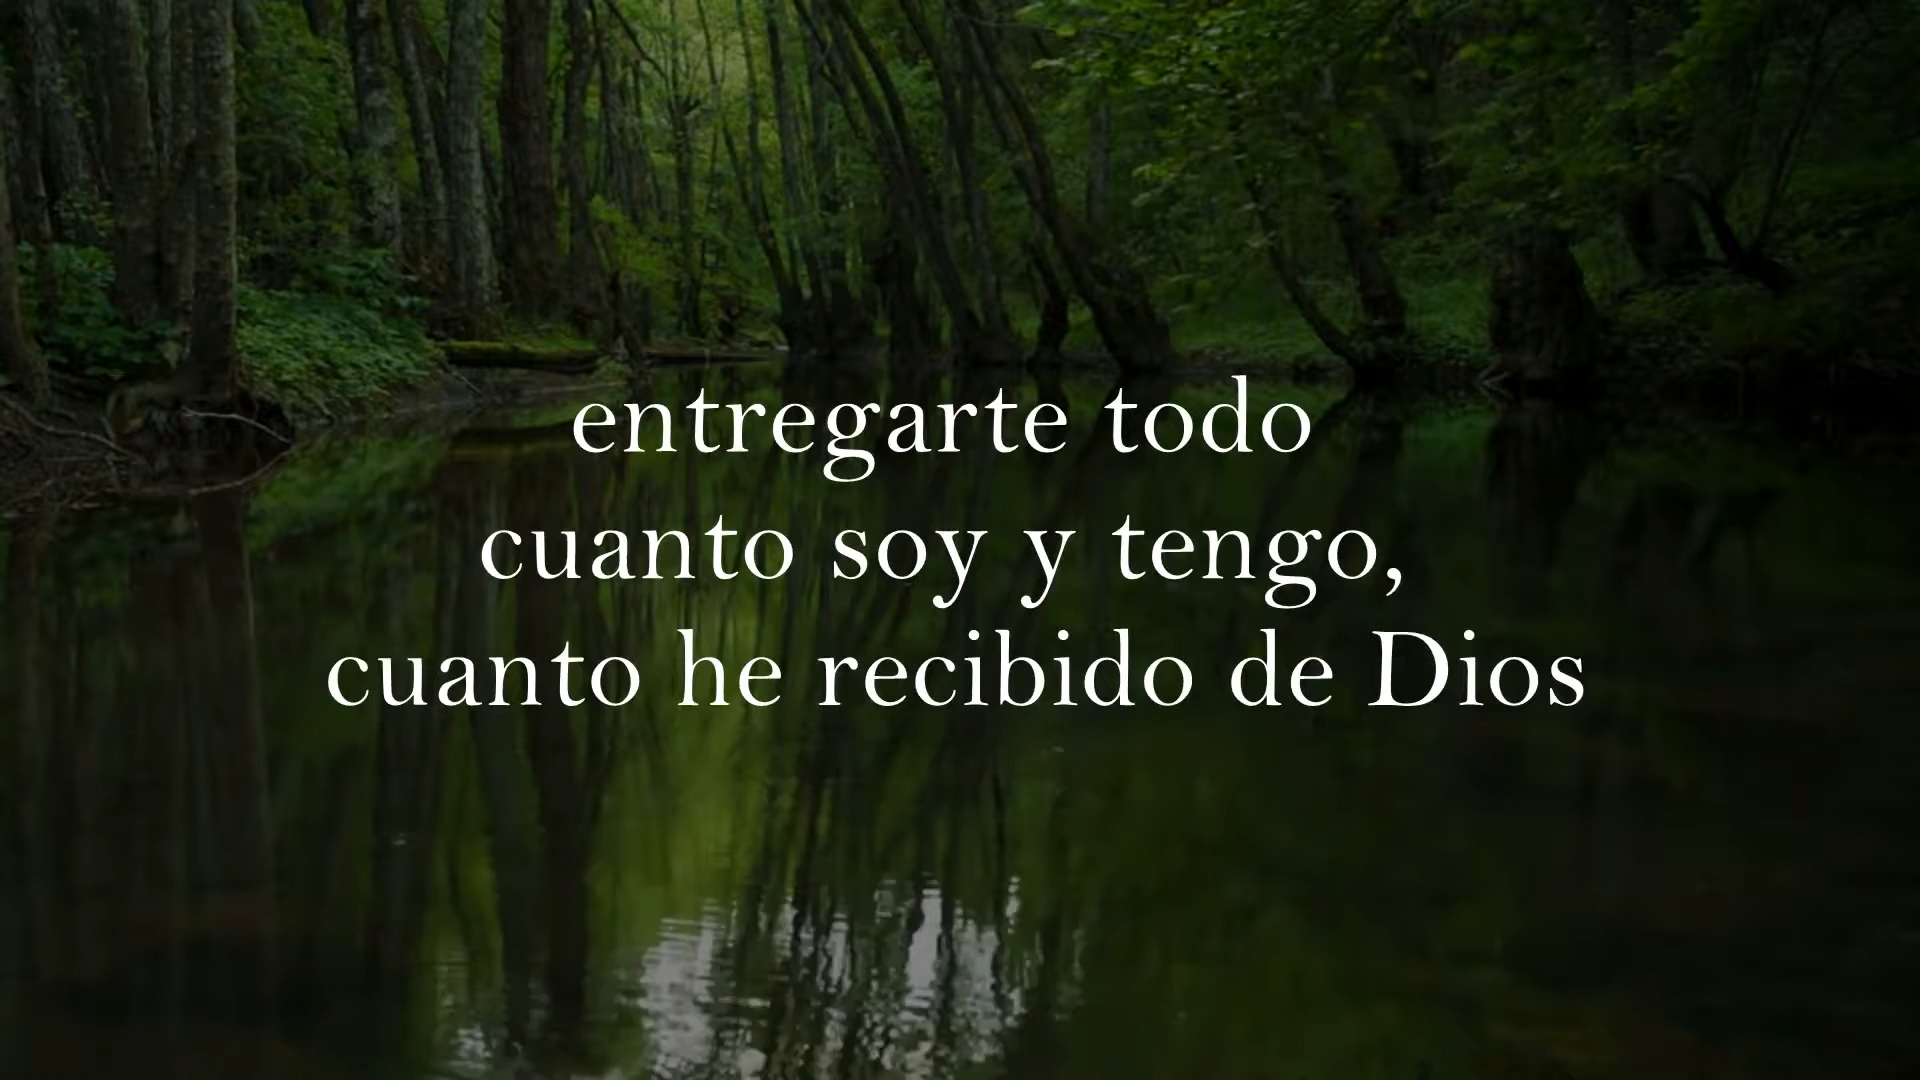 entregarte todo
cuanto soy y tengo,
cuanto he recibido de Dios